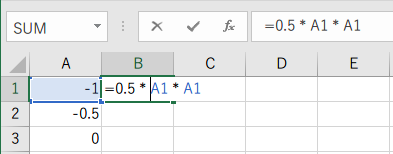 SUM fx =0.5 * A1 * A1
A B C D E
1 -1 =0.5 * A1 * A1
2 -0.5
3 0